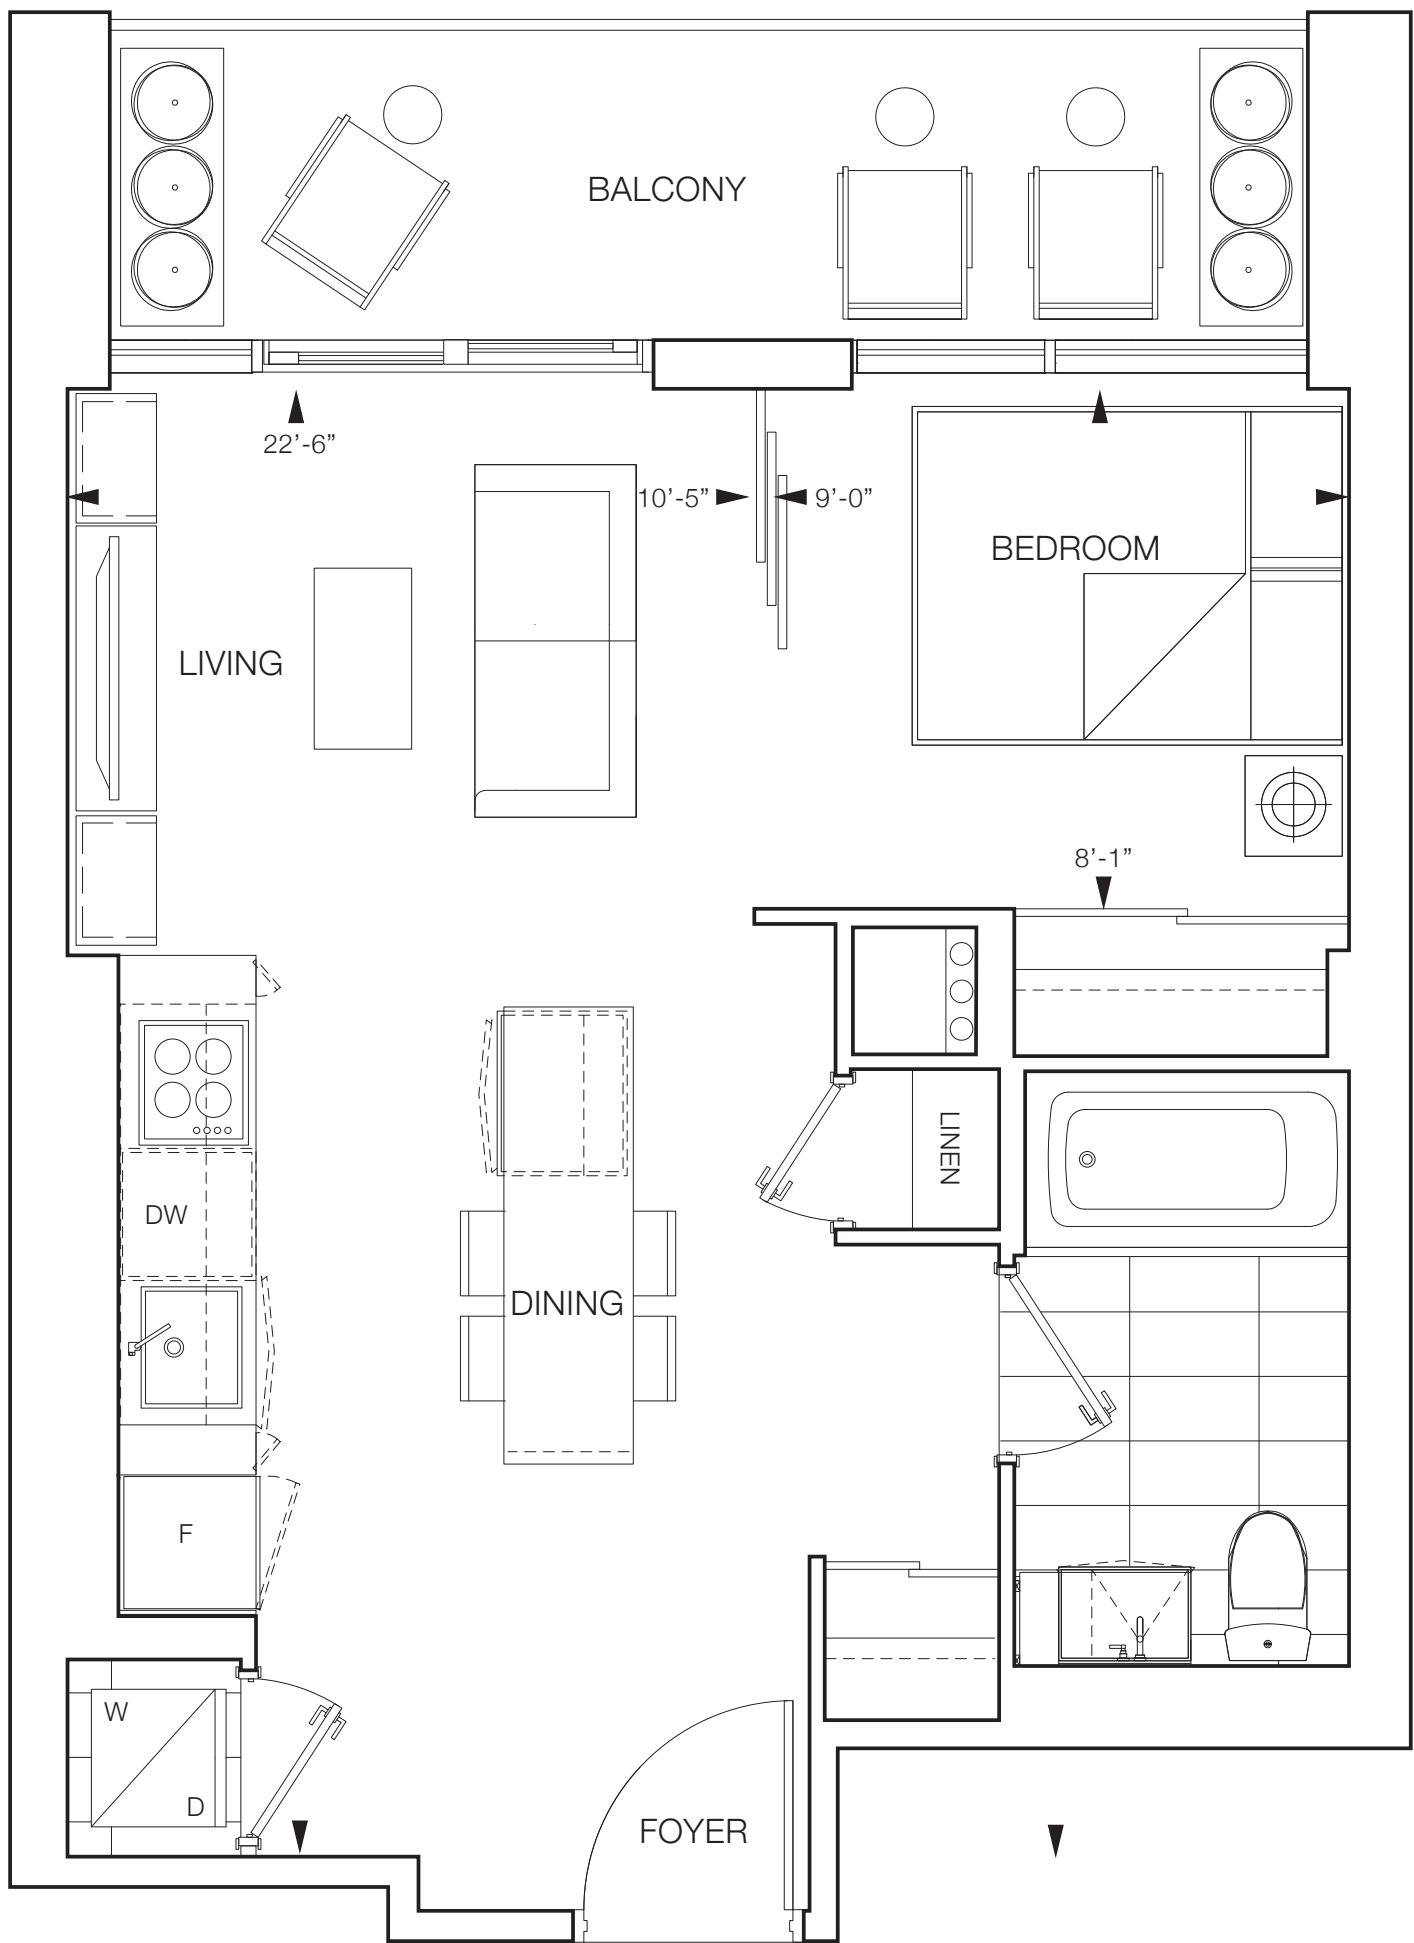 BALCONY
22’-6”
10’-5”
9’-0”
BEDROOM
LIVING
8’-1”
LINEN
DW
DINING
F
W
D
FOYER